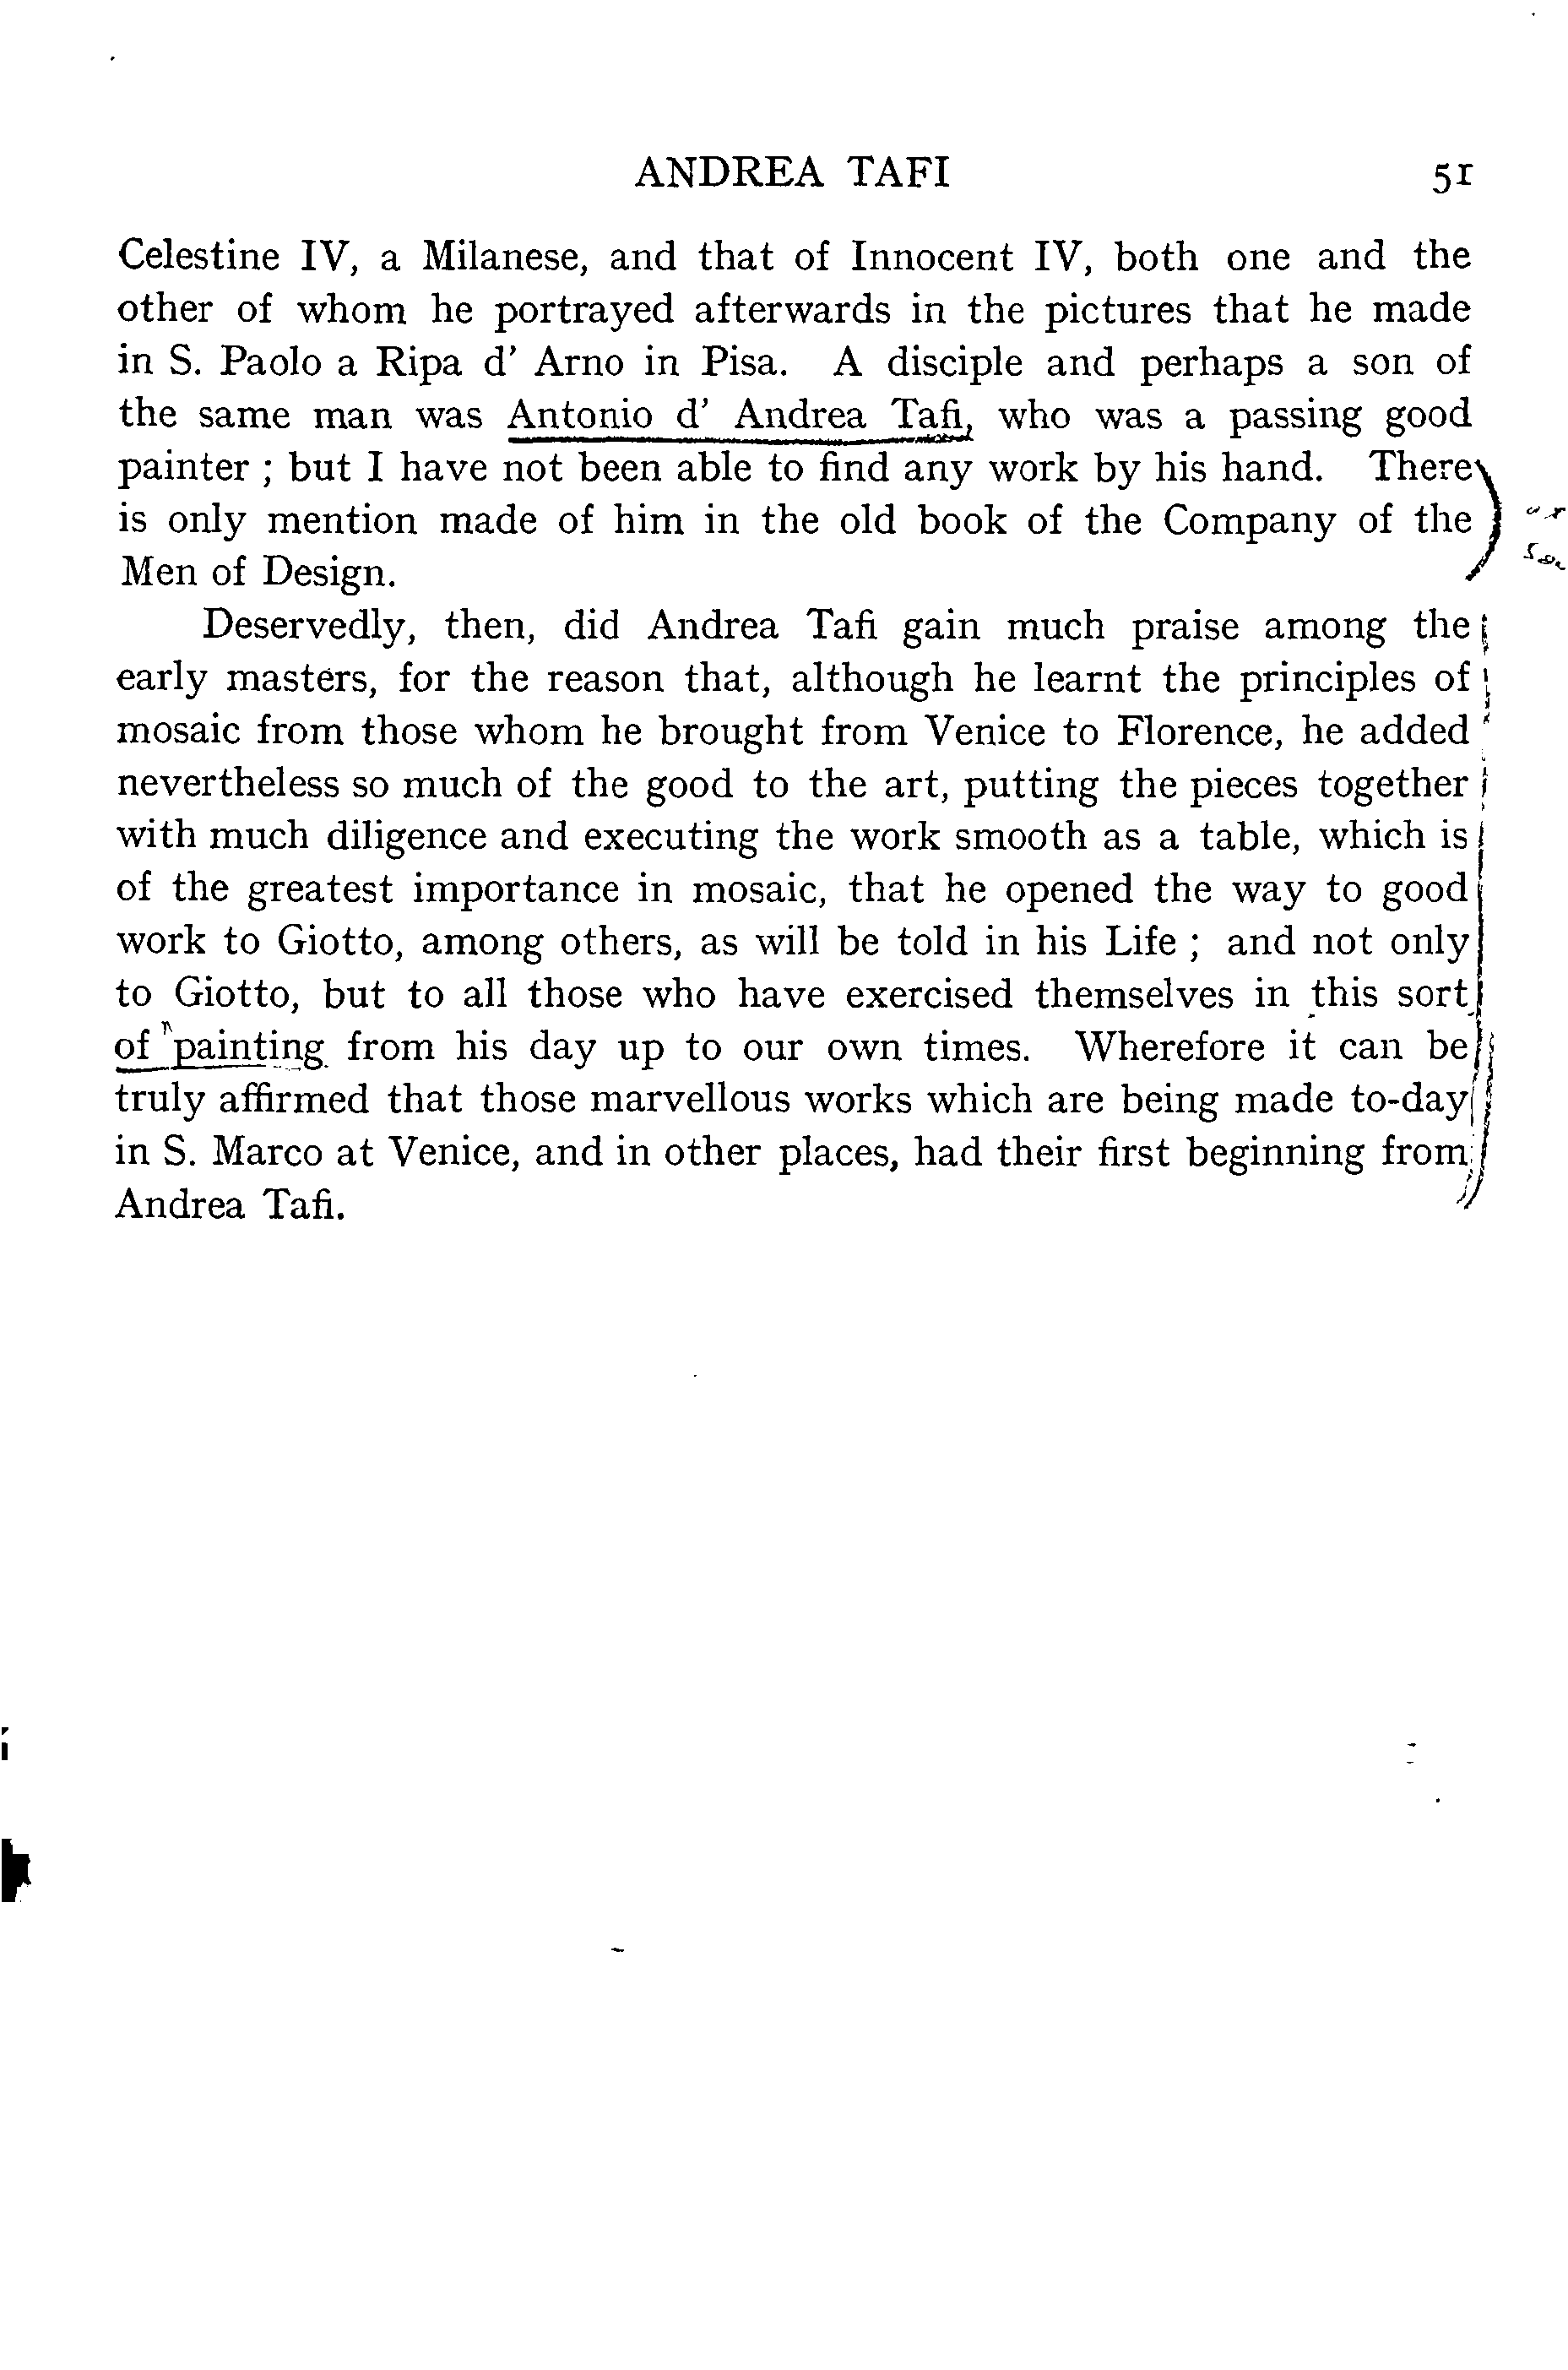 ANDREA TAFI 51
Celestine IV, a Milanese, and that of Innocent IV, both one and the
other of whom he portrayed afterwards in the pictures that he made
in S. Paolo a Ripa d' Arno in Pisa. A disciple and perhaps a son of
the same man was Antonio d' Andrea Tafi, who was a passing good
painter ; but I have not been able to find any work by his hand. There
is only mention made of him in the old book of the Company of the
Men of Design.
Deservedly, then, did Andrea Tafi gain much praise among the
early masters, for the reason that, although he learnt the principles of
mosaic from those whom he brought from Venice to Florence, he added
nevertheless so much of the good to the art, putting the pieces together
with much diligence and executing the work smooth as a table, which is
of the greatest importance in mosaic, that he opened the way to good
work to Giotto, among others, as will be told in his Life ; and not only
to Giotto, but to all those who have exercised themselves in this sort
of painting from his day up to our own times. Wherefore it can be
truly affirmed that those marvellous works which are being made to-day
in S. Marco at Venice, and in other places, had their first beginning from
Andrea Tafi.